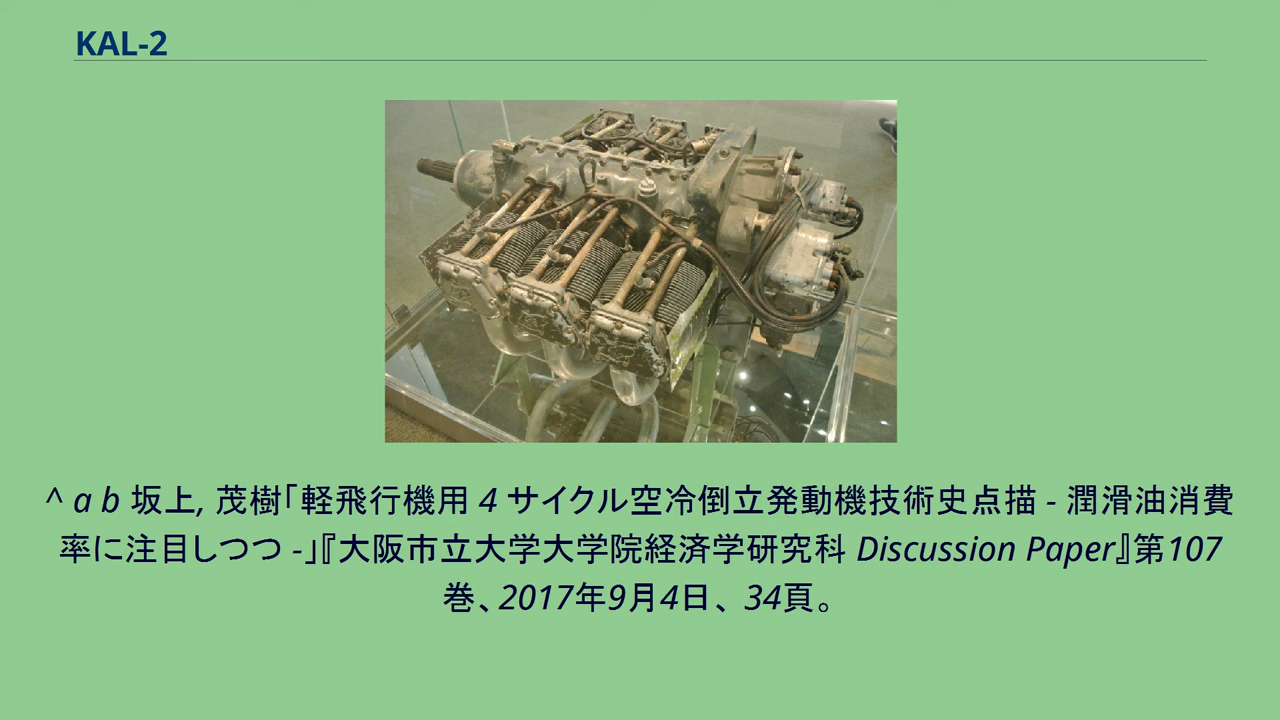 KAL-2
^ a b 坂上, 茂樹「軽飛行機用 4 サイクル空冷倒立発動機技術史点描 - 潤滑油消費
率に注目しつつ -」『大阪市立大学大学院経済学研究科 Discussion Paper』第107
巻、2017年9月4日、34頁。